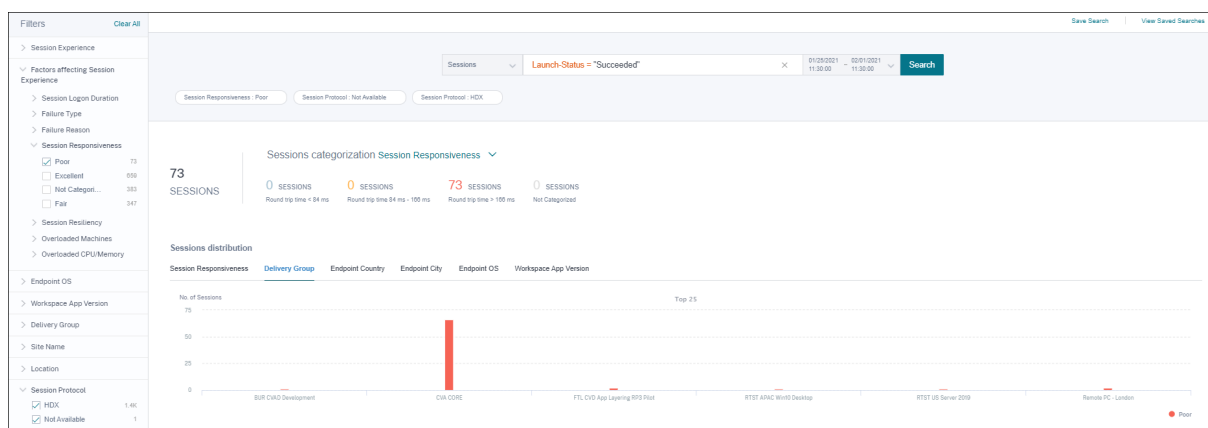 Filters
Clear All
Save Search
View Saved Searches
Session Experience
Factors affecting Session
Experience
Session Logon Duration
Failure Type
Failure Reason
Session Responsiveness
Poor 73
Excellent 650
Not Categori... 363
Fair 347
Session Resiliency
Overloaded Machines
Overloaded CPU/Memory
Endpoint OS
Workspace App Version
Delivery Group
Site Name
Location
Session Protocol
HDX 1.4K
Not Available 1
Sessions
Launch-Status = "Succeeded"
01/25/2021 – 02/01/2021
11:30:00 11:30:00
Search
Session Responsiveness : Poor
Session Protocol : Not Available
Session Protocol : HDX
73
SESSIONS
Sessions categorization Session Responsiveness
0 SESSIONS
Round trip time < 84 ms
0 SESSIONS
Round trip time 84 ms - 166 ms
73 SESSIONS
Round trip time > 166 ms
0 SESSIONS
Not Categorized
Sessions distribution
Session Responsiveness Delivery Group Endpoint Country Endpoint City Endpoint OS Workspace App Version
No. of Sessions
Top 25
75
50
25
0
BUR CVAD Development
CVA CORE
FTL CVD App Layering RP3 Pilot
RTST APAC Win10 Desktop
RTST US Server 2019
Remote PC - London
Poor